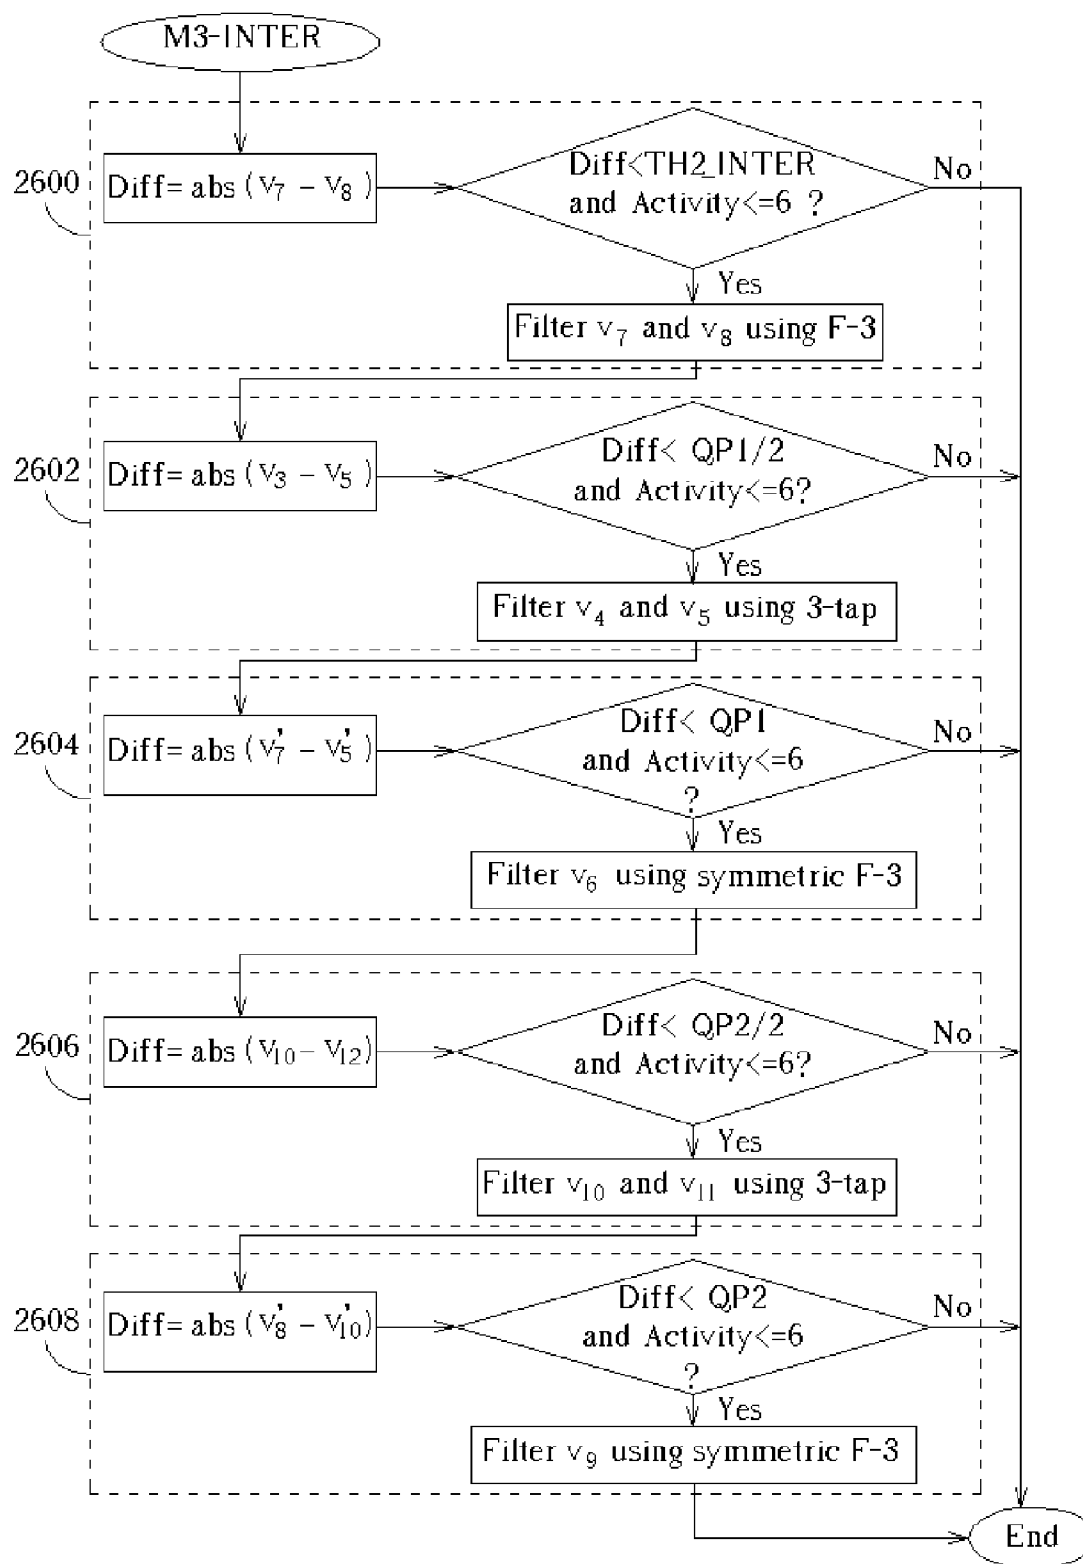 M3-INTER
2600
Diff= abs (v7 - v8 )
Diff<TH2_INTER
and Activity<=6 ?
No
Yes
Filter v7 and v8 using F-3
2602
Diff= abs (v3 - v5 )
Diff< QP1/2
and Activity<=6?
No
Yes
Filter v4 and v5 using 3-tap
2604
Diff= abs (v'7 - v'5 )
Diff< QP1
and Activity<=6
?
No
Yes
Filter v6 using symmetric F-3
2606
Diff= abs (v10 - v12)
Diff< QP2/2
and Activity<=6?
No
Yes
Filter v10 and v11 using 3-tap
2608
Diff= abs (v'8 - v'10)
Diff< QP2
and Activity<=6
?
No
Yes
Filter v9 using symmetric F-3
End